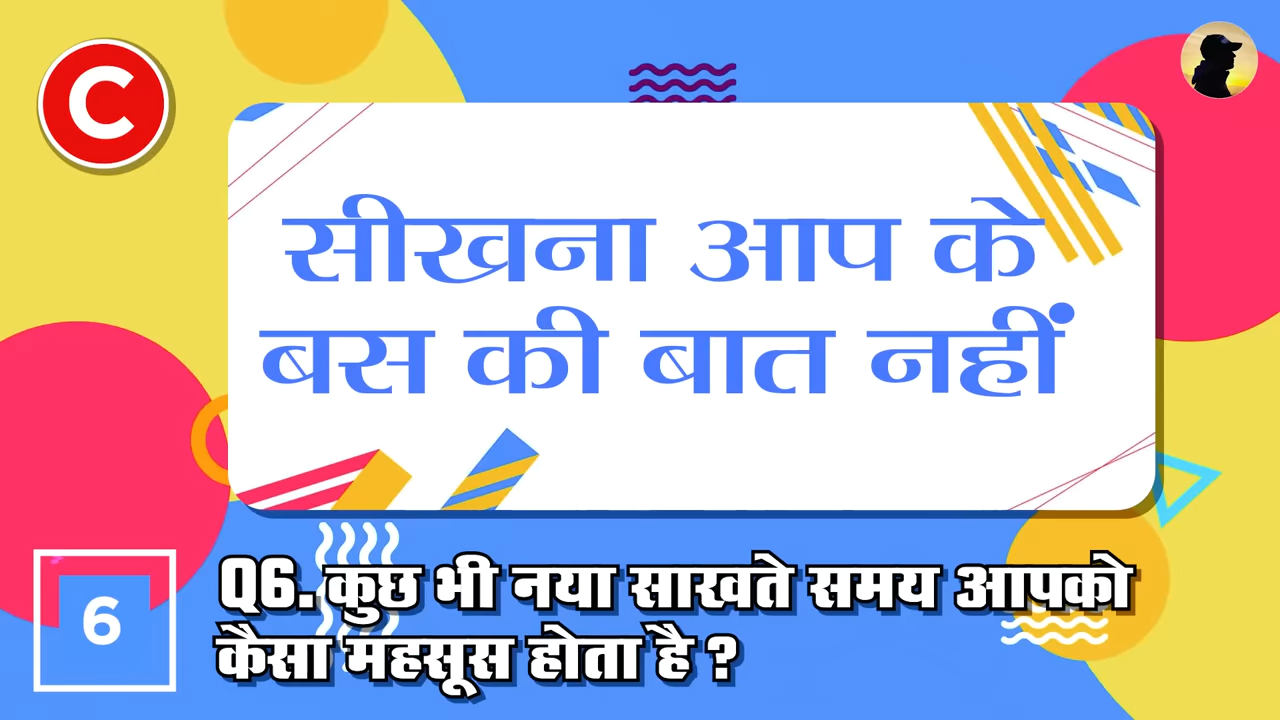 C
सीखना आप के
बस की बात नहीं
6
Q6. कुछ भी नया साखते समय आपको
कैसा महसूस होता है ?